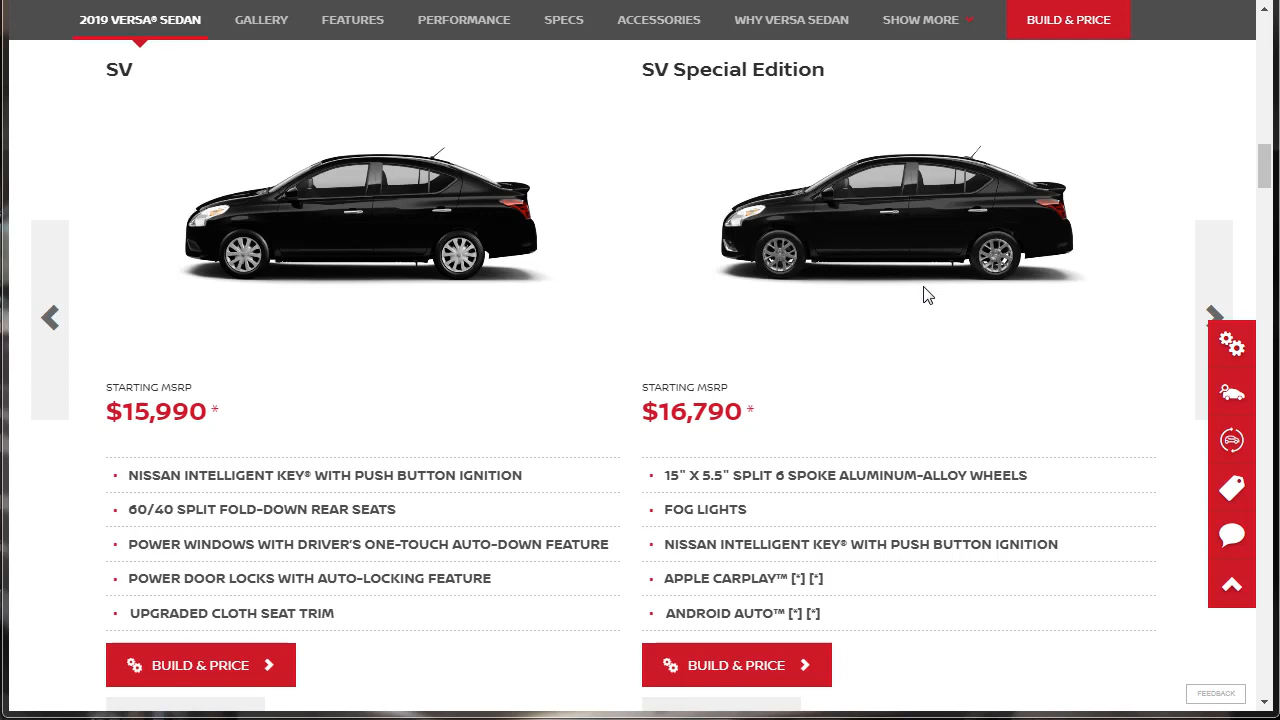 2019 VERSA® SEDAN GALLERY FEATURES PERFORMANCE SPECS ACCESSORIES WHY VERSA SEDAN SHOW MORE BUILD & PRICE
SV
STARTING MSRP
$15,990 *
NISSAN INTELLIGENT KEY® WITH PUSH BUTTON IGNITION
60/40 SPLIT FOLD-DOWN REAR SEATS
POWER WINDOWS WITH DRIVER'S ONE-TOUCH AUTO-DOWN FEATURE
POWER DOOR LOCKS WITH AUTO-LOCKING FEATURE
UPGRADED CLOTH SEAT TRIM
BUILD & PRICE
SV Special Edition
STARTING MSRP
$16,790 *
15" X 5.5" SPLIT 6 SPOKE ALUMINUM-ALLOY WHEELS
FOG LIGHTS
NISSAN INTELLIGENT KEY® WITH PUSH BUTTON IGNITION
APPLE CARPLAY™ [*] [*]
ANDROID AUTO™ [*] [*]
BUILD & PRICE
FEEDBACK